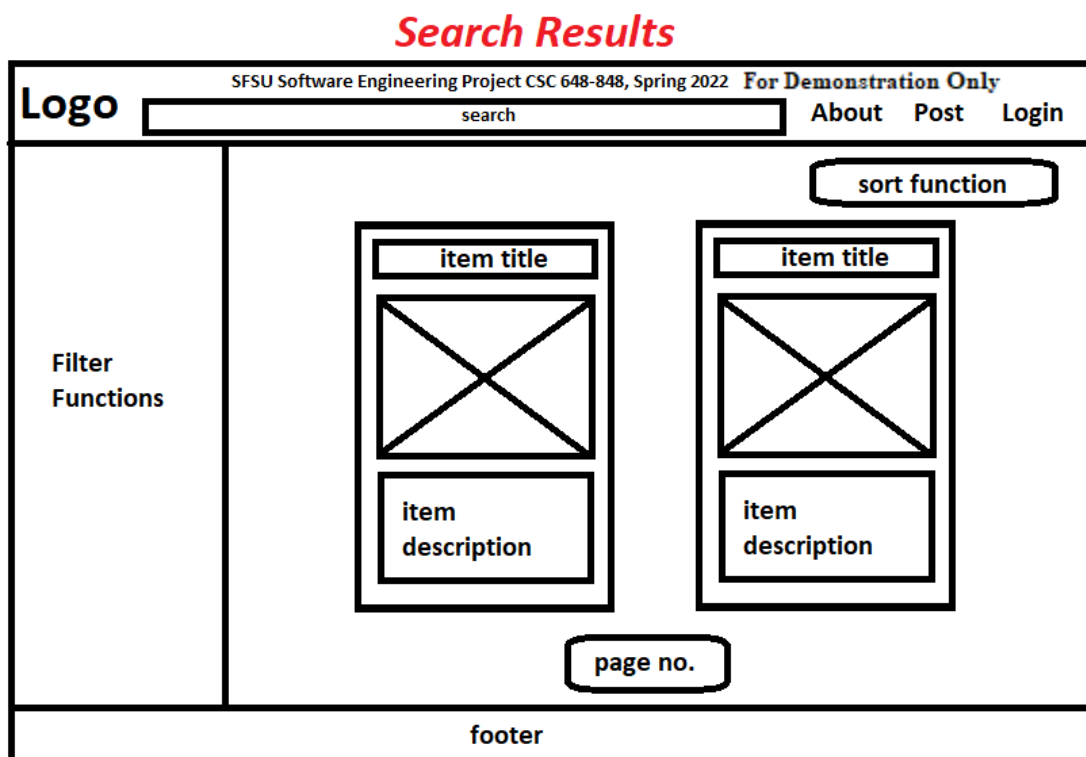 Search Results
SFSU Software Engineering Project CSC 648-848, Spring 2022 For Demonstration Only
Logo
search
About Post Login
sort function
Filter
Functions
item title
item
description
item title
item
description
page no.
footer